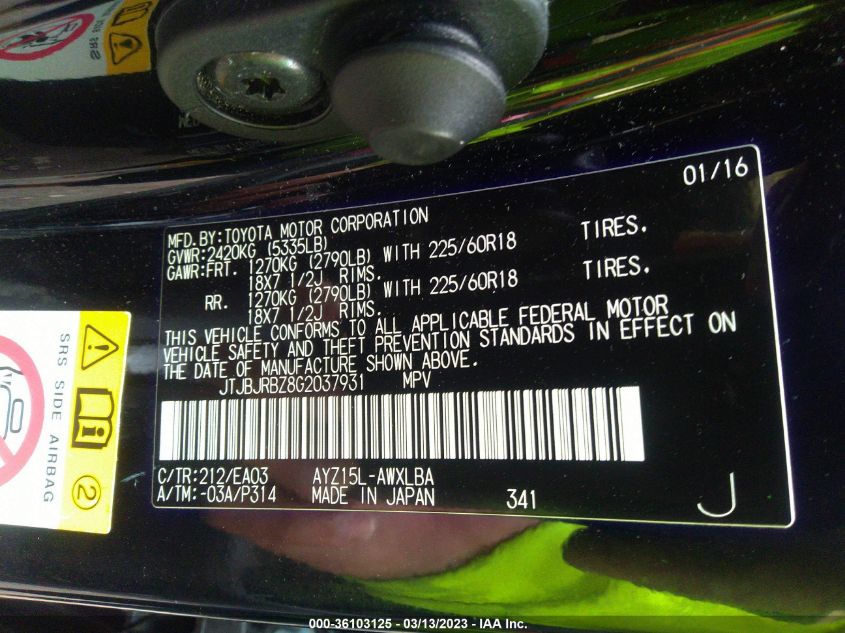 SRS SIDE
01/16
MFD.BY:TOYOTA MOTOR CORPORATION
GVWR:2420KG (5335LB)
GAWR:FRT. 1270KG (2790LB) WITH 225/60R18 TIRES.
18X7 1/2J RIMS.
RR. 1270KG (2790LB) WITH 225/60R18 TIRES.
18X7 1/2J RIMS.
THIS VEHICLE CONFORMS TO ALL APPLICABLE FEDERAL MOTOR
VEHICLE SAFETY AND THEFT PREVENTION STANDARDS IN EFFECT ON
THE DATE OF MANUFACTURE SHOWN ABOVE.
JTJBJRBZ8G2037931 MPV
C/TR:212/EA03 AYZ15L-AWXLBA
A/TM:-03A/P314 MADE IN JAPAN 341 J
SRS SIDE AIRBAG
2
000-36103125 - 03/13/2023 - IAA Inc.